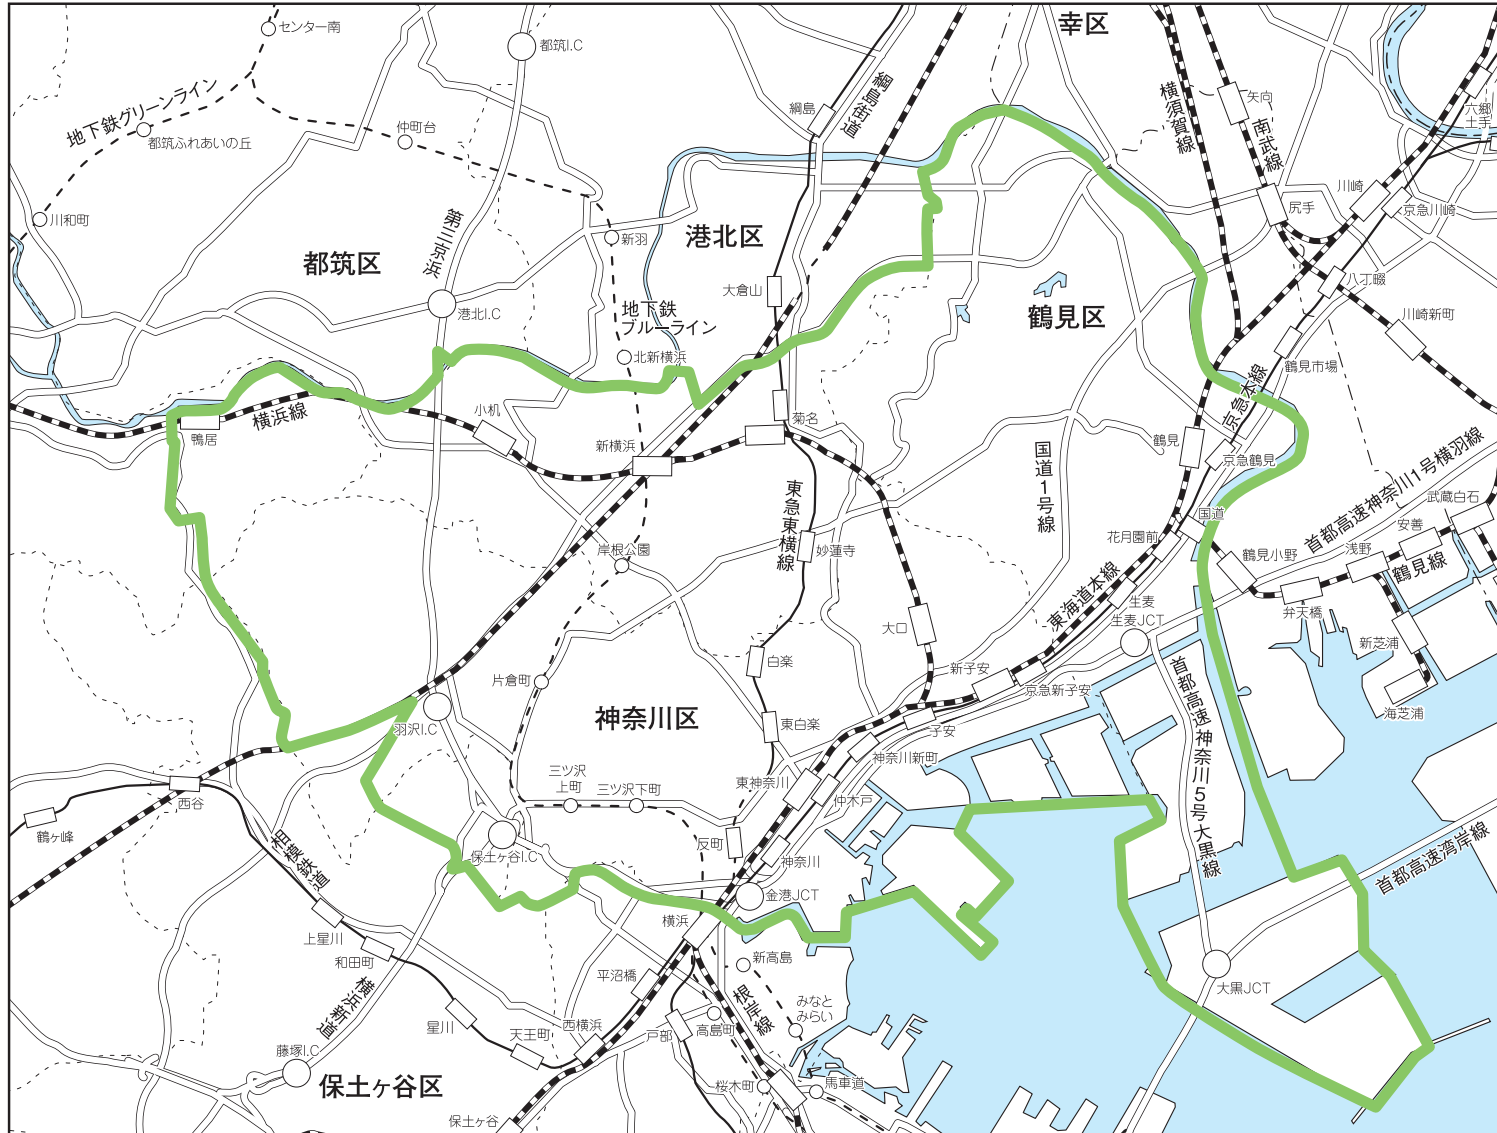 センター南
都筑I.C
幸区
地下鉄グリーンライン
都筑ふれあいの丘
仲町台
綱島
綱島街道
横須賀線
矢向
南武線
六郷
土手
川和町
第三京浜
都筑区
新羽
港北区
川崎
京急川崎
尻手
港北I.C
地下鉄
ブルーライン
大倉山
鶴見区
八丁畷
川崎新町
北新横浜
鶴見市場
京急本線
横浜線
鴨居
小机
新横浜
菊名
国道1号線
鶴見
京急鶴見
首都高速神奈川1号横羽線
武蔵白石
安善
浅野
鶴見線
東急東横線
妙蓮寺
岸根公園
花月園前
国道
鶴見小野
弁天橋
新芝浦
海芝浦
東海道本線
生麦
生麦JCT
大口
白楽
新子安
京急新子安
首都高速神奈川5号大黒線
片倉町
神奈川区
東白楽
子安
羽沢I.C
神奈川新町
東神奈川
仲木戸
三ツ沢
上町
三ツ沢下町
反町
神奈川
西谷
鶴ヶ峰
相模鉄道
保土ヶ谷I.C
金港JCT
首都高速湾岸線
横浜
上星川
和田町
新高島
平沼橋
大黒JCT
横浜新道
星川
天王町
西横浜
戸部
高島町
根岸線
みなと
みらい
藤塚I.C
保土ヶ谷区
桜木町
馬車道
保土ヶ谷